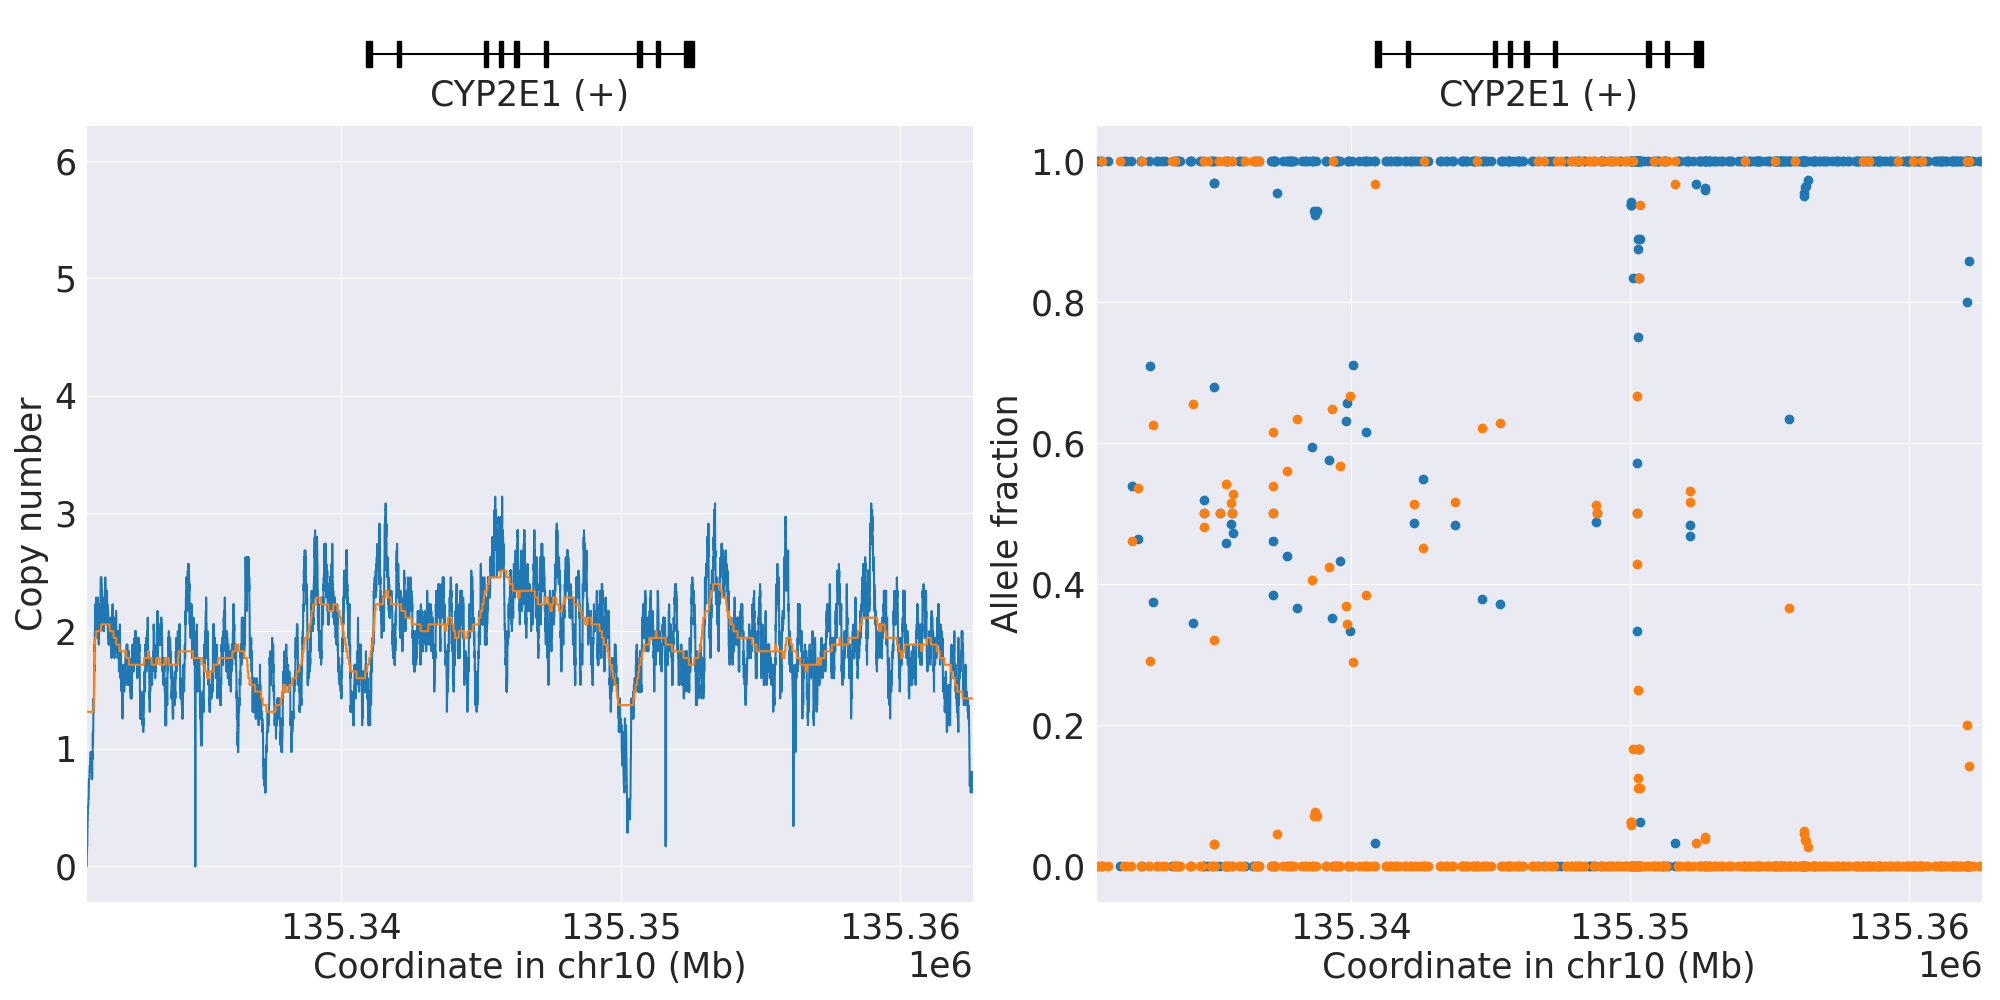 CYP2E1 (+)
6
5
4
3
2
1
0
Copy number
135.34
135.35
135.36
Coordinate in chr10 (Mb)
1e6
CYP2E1 (+)
1.0
0.8
0.6
0.4
0.2
0.0
Allele fraction
135.34
135.35
135.36
Coordinate in chr10 (Mb)
1e6